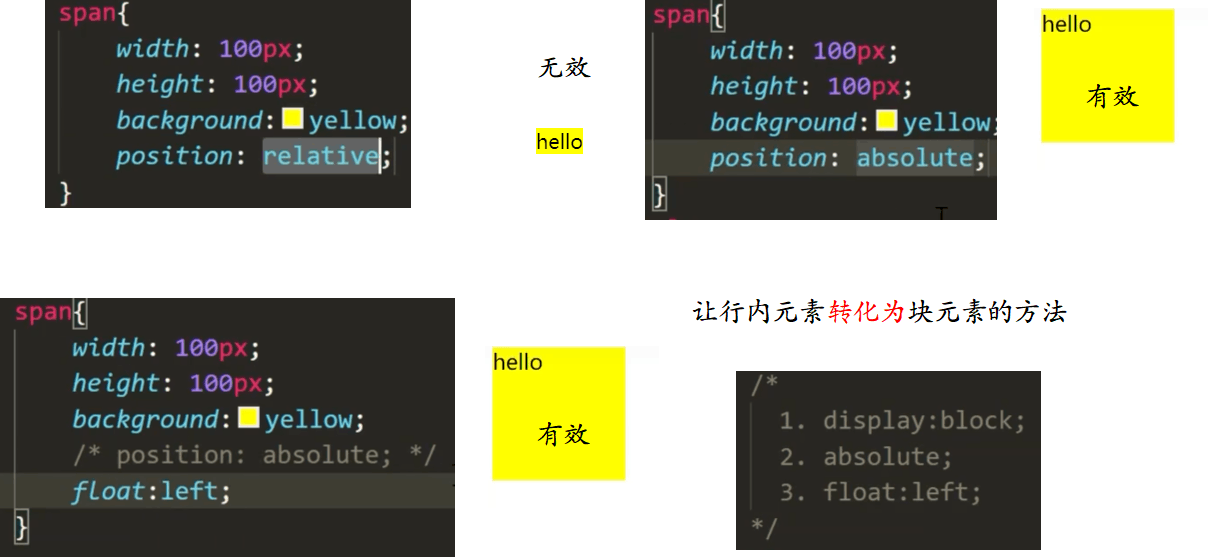 span{
width: 100px;
height: 100px;
background: yellow;
position: relative;
}
无效
hello
span{
width: 100px;
height: 100px;
background: yellow;
position: absolute;
}
hello
有效
span{
width: 100px;
height: 100px;
background: yellow;
/* position: absolute; */
float:left;
}
hello
有效
让行内元素转化为块元素的方法
/*
1. display:block;
2. absolute;
3. float:left;
*/